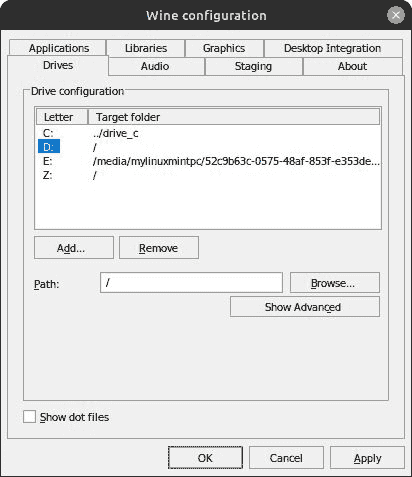 Wine configuration
Applications Libraries Graphics Desktop Integration
Drives Audio Staging About
Drive configuration
Letter Target folder
C: ../drive_c
D: /
E: /media/mylinuxmintpc/52c9b63c-0575-48af-853f-e353de...
Z: /
Add... Remove
Path: / Browse...
Show Advanced
Show dot files
OK Cancel Apply